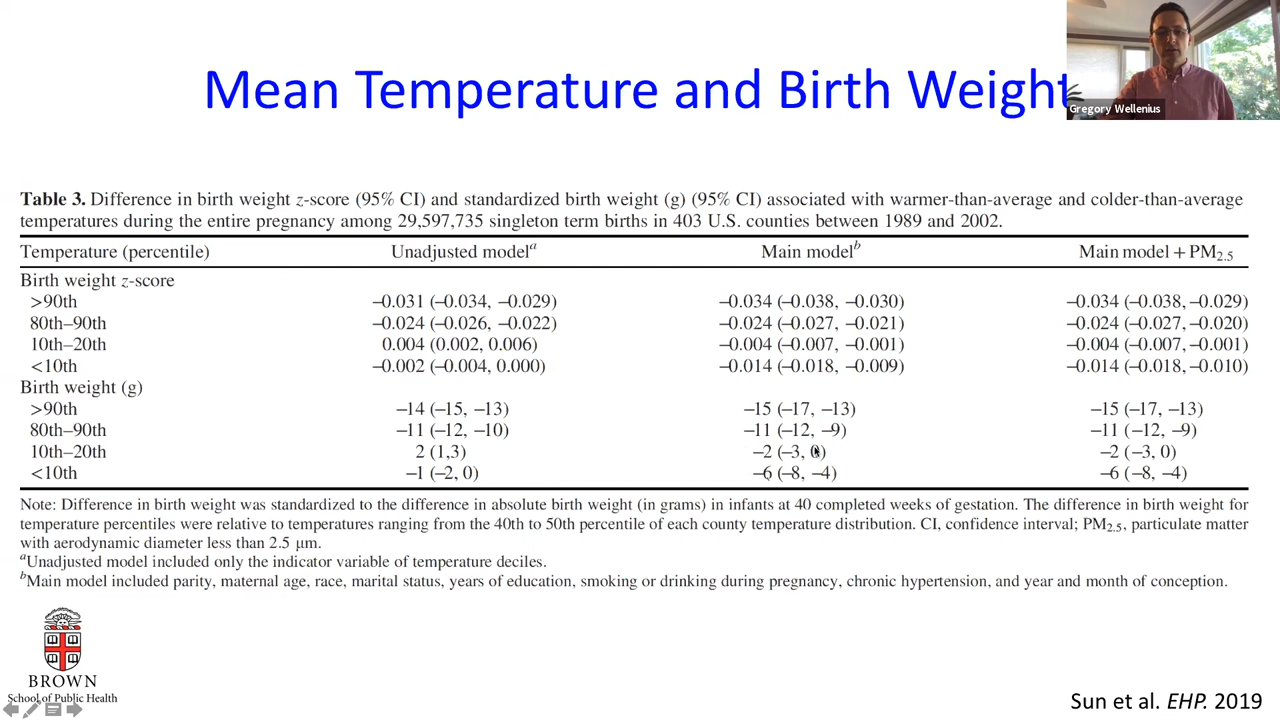 Mean Temperature and Birth Weight
Gregory Wellenius
Table 3. Difference in birth weight z-score (95% CI) and standardized birth weight (g) (95% CI) associated with warmer-than-average and colder-than-average
temperatures during the entire pregnancy among 29,597,735 singleton term births in 403 U.S. counties between 1989 and 2002.
Temperature (percentile) Unadjusted modelᵃ Main modelᵇ Main model + PM₂.₅
Birth weight z-score
>90th −0.031 (−0.034, −0.029) −0.034 (−0.038, −0.030) −0.034 (−0.038, −0.029)
80th–90th −0.024 (−0.026, −0.022) −0.024 (−0.027, −0.021) −0.024 (−0.027, −0.020)
10th–20th 0.004 (0.002, 0.006) −0.004 (−0.007, −0.001) −0.004 (−0.007, −0.001)
<10th −0.002 (−0.004, 0.000) −0.014 (−0.018, −0.009) −0.014 (−0.018, −0.010)
Birth weight (g)
>90th −14 (−15, −13) −15 (−17, −13) −15 (−17, −13)
80th–90th −11 (−12, −10) −11 (−12, −9) −11 (−12, −9)
10th–20th 2 (1,3) −2 (−3, 0) −2 (−3, 0)
<10th −1 (−2, 0) −6 (−8, −4) −6 (−8, −4)
Note: Difference in birth weight was standardized to the difference in absolute birth weight (in grams) in infants at 40 completed weeks of gestation. The difference in birth weight for
temperature percentiles were relative to temperatures ranging from the 40th to 50th percentile of each county temperature distribution. CI, confidence interval; PM₂.₅, particulate matter
with aerodynamic diameter less than 2.5 μm.
ᵃUnadjusted model included only the indicator variable of temperature deciles.
ᵇMain model included parity, maternal age, race, marital status, years of education, smoking or drinking during pregnancy, chronic hypertension, and year and month of conception.
BROWN
School of Public Health
Sun et al. EHP. 2019